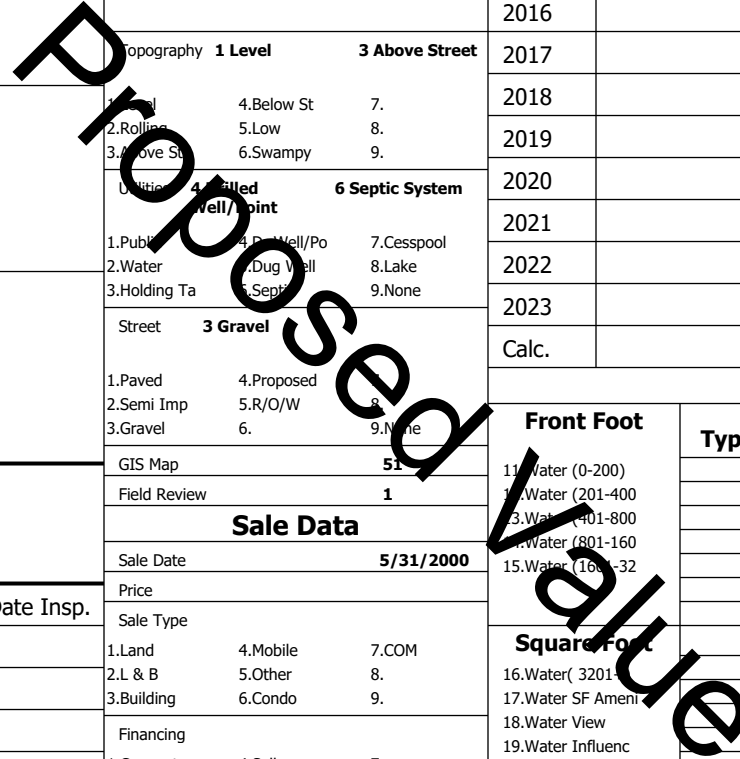 Proposed Value
Topography 1 Level 3 Above Street
4.Below St 7.
2.Rolling 5.Low 8.
3.Above St 6.Swampy 9.
Utilities 4 Drilled Well/Point 6 Septic System
1.Public 4.Dr Well/Po 7.Cesspool
2.Water 5.Dug Well 8.Lake
3.Holding Ta 6.Septic 9.None
Street 3 Gravel
1.Paved 4.Proposed
2.Semi Imp 5.R/O/W 8.
3.Gravel 6. 9.None
GIS Map 51
Field Review 1
Sale Data
Sale Date 5/31/2000
Price
Sale Type
1.Land 4.Mobile 7.COM
2.L & B 5.Other 8.
3.Building 6.Condo 9.
Financing
Date Insp.
2016
2017
2018
2019
2020
2021
2022
2023
Calc.
Front Foot
Typ
11.Water (0-200)
12.Water (201-400
13.Water (401-800
14.Water (801-160
15.Water (1601-32
Square Foot
16.Water( 3201-
17.Water SF Ameni
18.Water View
19.Water Influenc